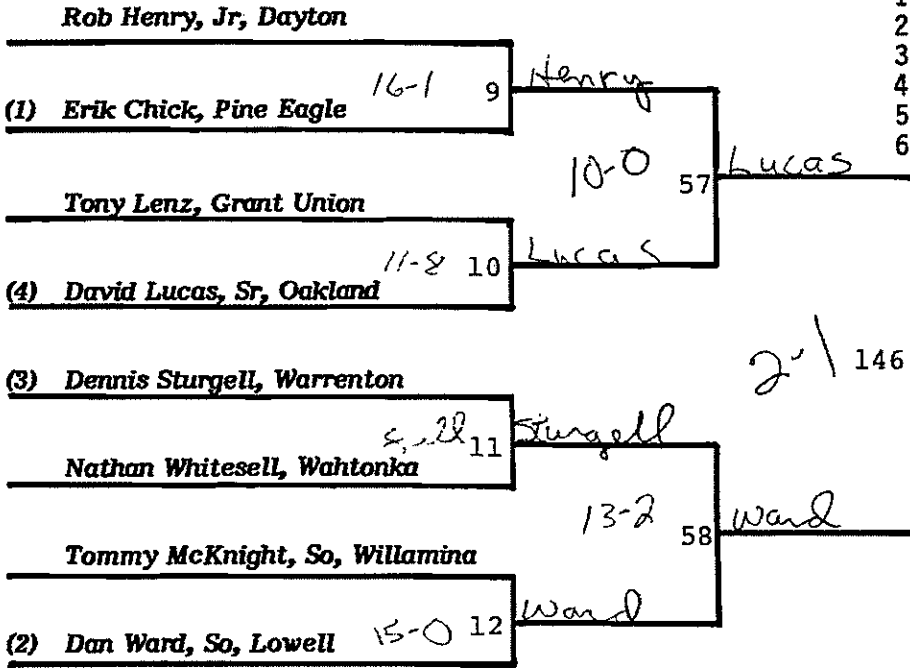 Rob Henry, Jr, Dayton
1
2
16-1 9 Henry
3
(1) Erik Chick, Pine Eagle
4
5
6
10-0 57 Lucas
Tony Lenz, Grant Union
11-8 10 Lucas
(4) David Lucas, Sr, Oakland
2-1 146
(3) Dennis Sturgell, Warrenton
11 Sturgell
Nathan Whitesell, Wahtonka
13-2 58 Ward
Tommy McKnight, So, Willamina
15-0 12 Ward
(2) Dan Ward, So, Lowell